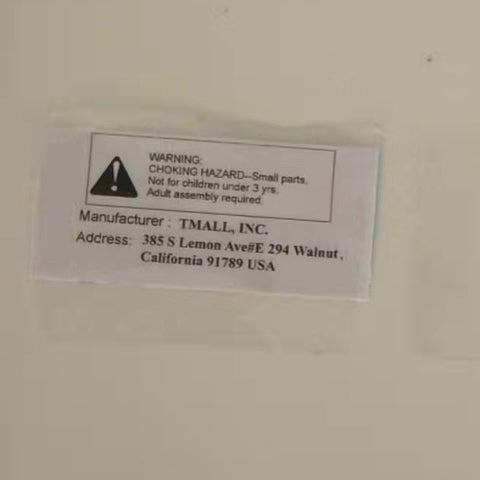 WARNING:
CHOKING HAZARD--Small parts.
Not for children under 3 yrs.
Adult assembly required.
Manufacturer : TMALL, INC.
Address: 385 S Lemon Ave#E 294 Walnut,
California 91789 USA